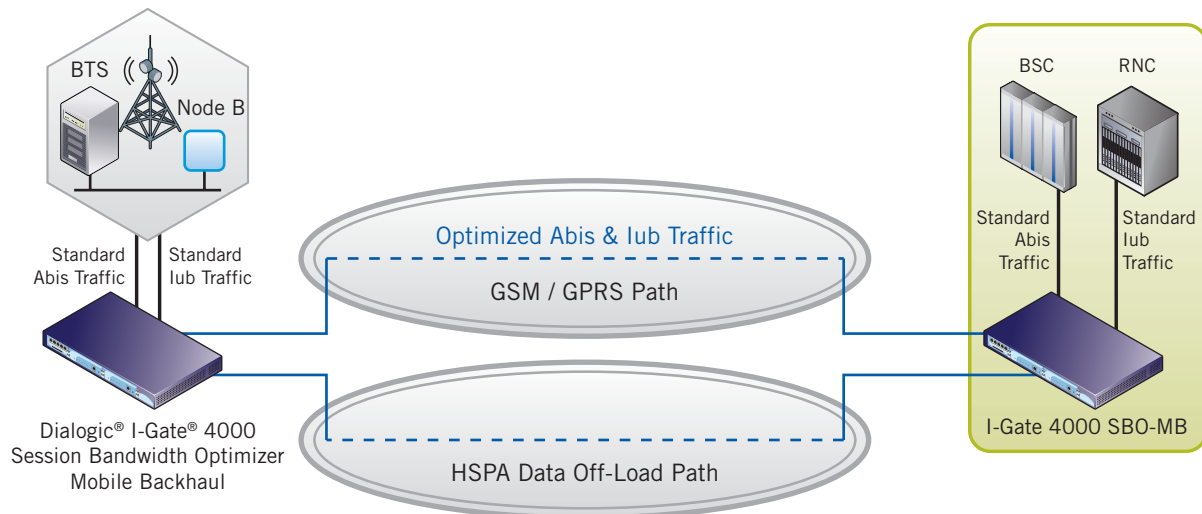 BTS
Node B
Standard
Abis Traffic
Standard
Iub Traffic
Dialogic® I-Gate® 4000
Session Bandwidth Optimizer
Mobile Backhaul
Optimized Abis & Iub Traffic
GSM / GPRS Path
HSPA Data Off-Load Path
BSC
RNC
Standard
Abis
Traffic
Standard
Iub
Traffic
I-Gate 4000 SBO-MB